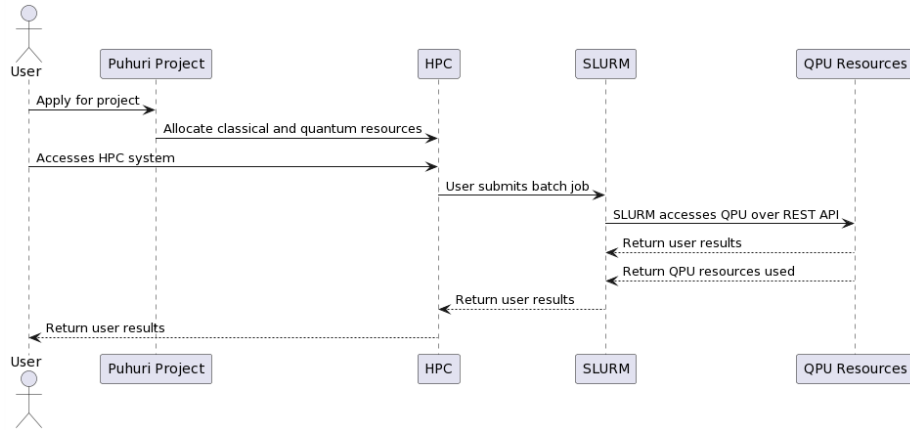 User
Puhuri Project
HPC
SLURM
QPU Resources
Apply for project
Allocate classical and quantum resources
Accesses HPC system
User submits batch job
SLURM accesses QPU over REST API
Return user results
Return QPU resources used
Return user results
Return user results
User
Puhuri Project
HPC
SLURM
QPU Resources